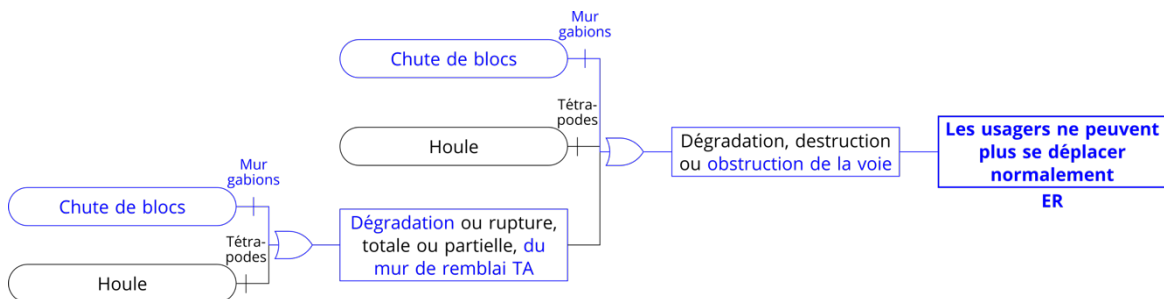 Mur
gabions
Chute de blocs
Tétra-
podes
Houle
Dégradation, destruction
ou obstruction de la voie
Les usagers ne peuvent
plus se déplacer
normalement
ER
Mur
gabions
Chute de blocs
Tétra-
podes
Houle
Dégradation ou rupture,
totale ou partielle, du
mur de remblai TA